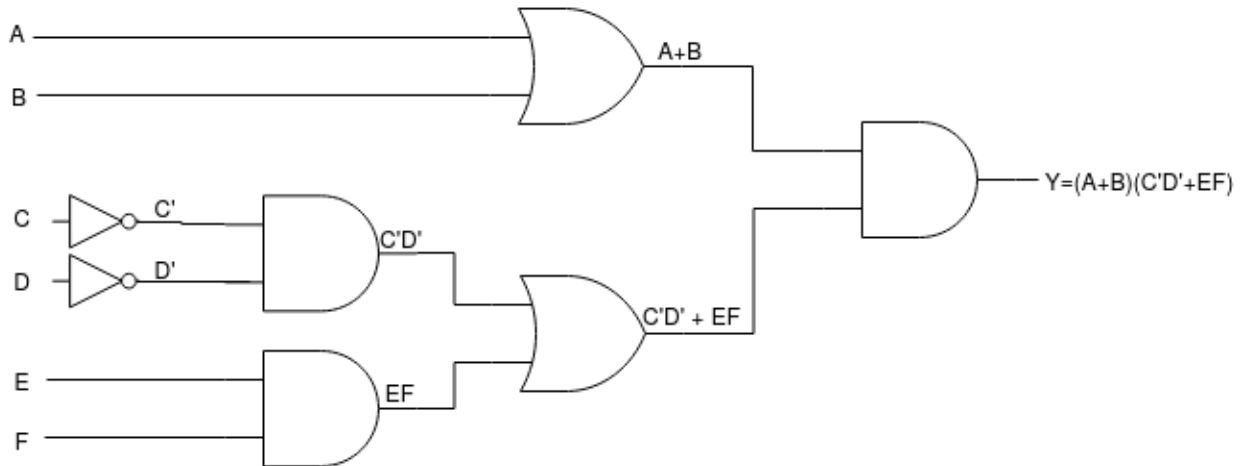 A
A+B
B
Y=(A+B)(C'D'+EF)
C
C'
C'D'
D
D'
C'D' + EF
E
EF
F